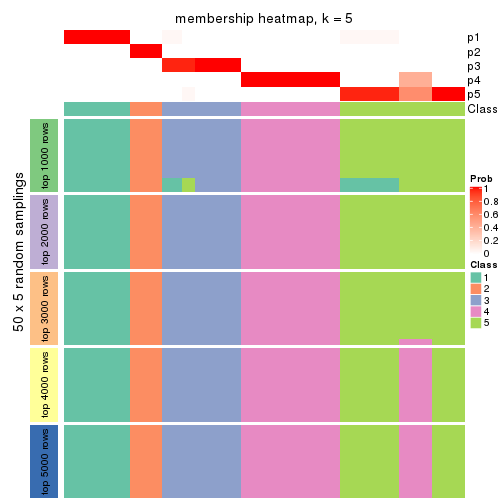 membership heatmap, k = 5
p1
p2
p3
p4
p5
Class
50 x 5 random samplings
top 1000 rows
top 2000 rows
top 3000 rows
top 4000 rows
top 5000 rows
Prob
1
0.8
0.6
0.4
0.2
0
Class
1
2
3
4
5